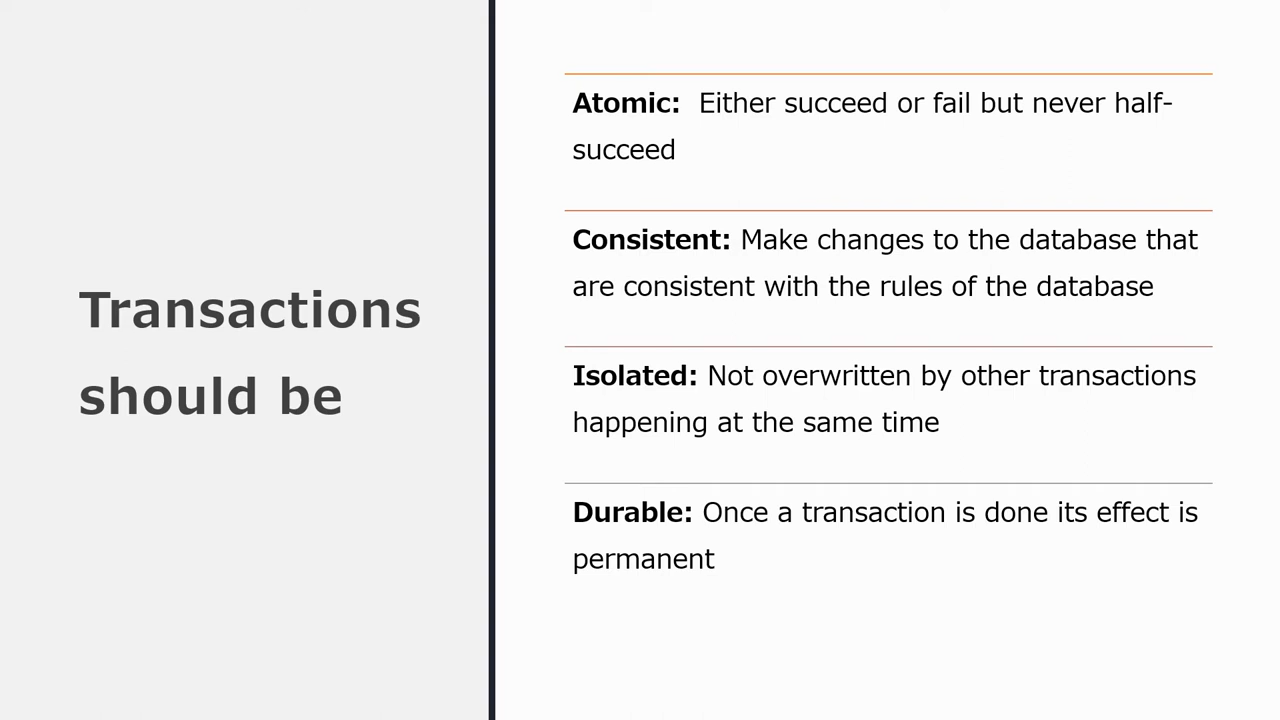 Transactions
should be
Atomic:  Either succeed or fail but never half-
succeed
Consistent: Make changes to the database that
are consistent with the rules of the database
Isolated: Not overwritten by other transactions
happening at the same time
Durable: Once a transaction is done its effect is
permanent